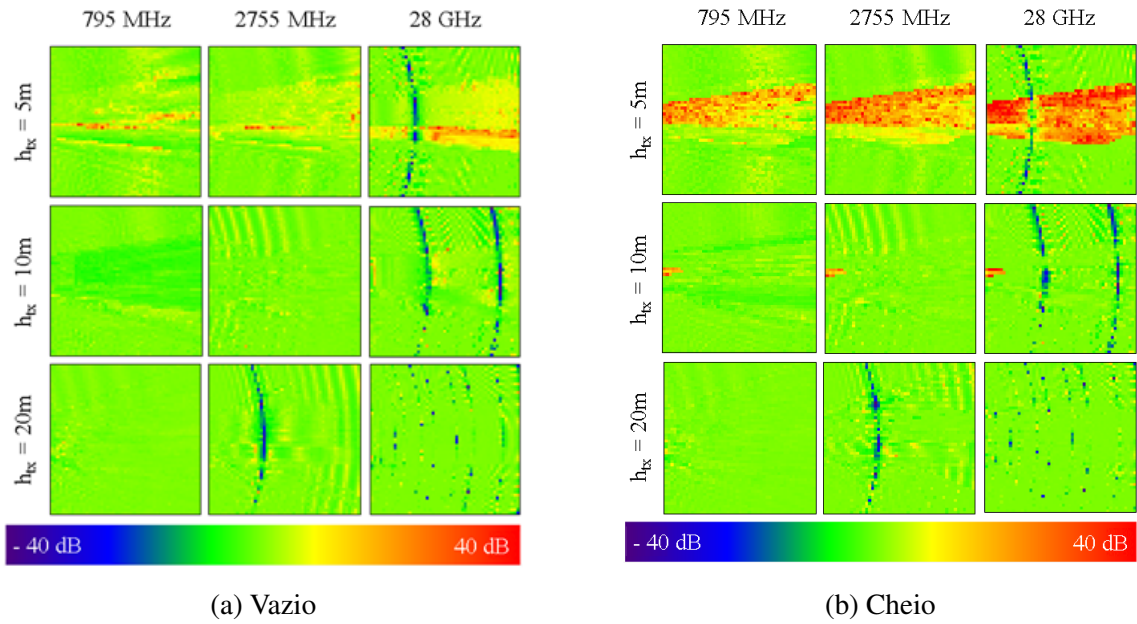 795 MHz 2755 MHz 28 GHz
h_tx = 5m
h_tx = 10m
h_tx = 20m
- 40 dB 40 dB
(a) Vazio
795 MHz 2755 MHz 28 GHz
h_tx = 5m
h_tx = 10m
h_tx = 20m
- 40 dB 40 dB
(b) Cheio